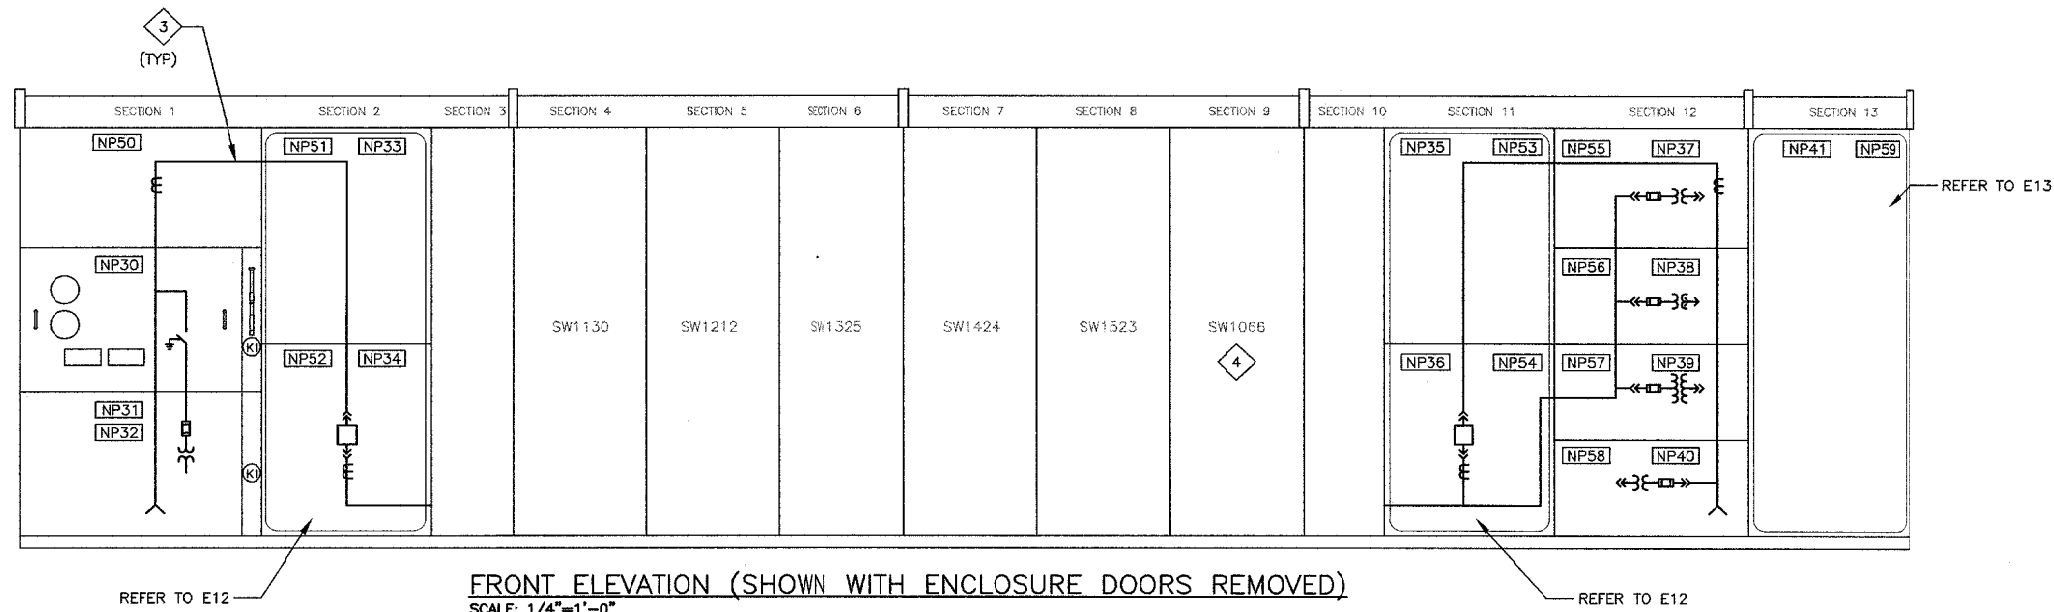 3
(TYP)
SECTION 1
SECTION 2
SECTION 3
SECTION 4
SECTION 5
SECTION 6
SECTION 7
SECTION 8
SECTION 9
SECTION 10
SECTION 11
SECTION 12
SECTION 13
NP50
NP51
NP33
NP35
NP53
NP55
NP37
NP41
NP59
REFER TO E13
NP30
NP56
NP38
SW1130
SW1212
SW1325
SW1424
SW1523
SW1066
4
KI
NP52
NP34
NP36
NP54
NP57
NP39
NP31
NP32
KI
NP58
NP40
REFER TO E12
FRONT ELEVATION (SHOWN WITH ENCLOSURE DOORS REMOVED)
SCALE: 1/4"=1'-0"
REFER TO E12